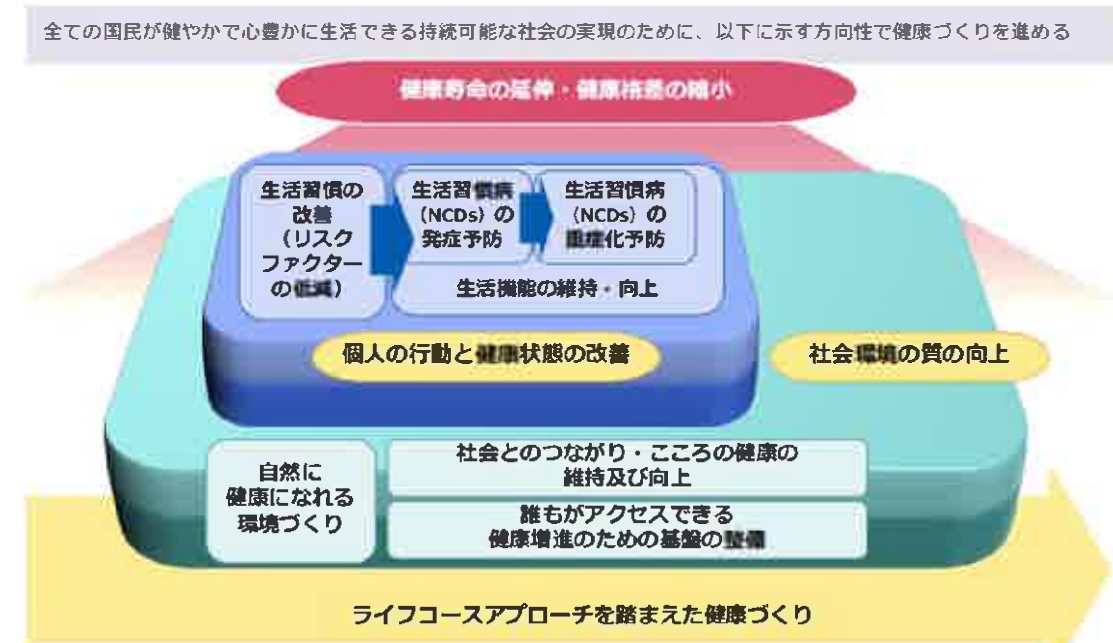 全ての国民が健やかで心豊かに生活できる持続可能な社会の実現のために、以下に示す方向性で健康づくりを進める
健康寿命の延伸・健康格差の縮小
生活習慣の
改善
(リスク
ファクター
の低減)
生活習慣病
(NCDs)の
発症予防
生活習慣病
(NCDs)の
重症化予防
生活機能の維持・向上
個人の行動と健康状態の改善
社会環境の質の向上
自然に
健康になれる
環境づくり
社会とのつながり・こころの健康の
維持及び向上
誰もがアクセスできる
健康増進のための基盤の整備
ライフコースアプローチを踏まえた健康づくり